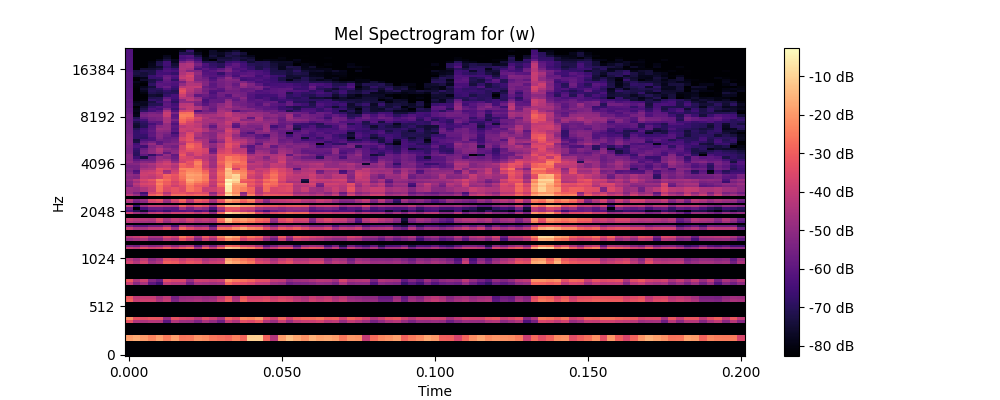 Mel Spectrogram for (w)
Hz
16384
8192
4096
2048
1024
512
0
0.000
0.050
0.100
0.150
0.200
Time
-10 dB
-20 dB
-30 dB
-40 dB
-50 dB
-60 dB
-70 dB
-80 dB